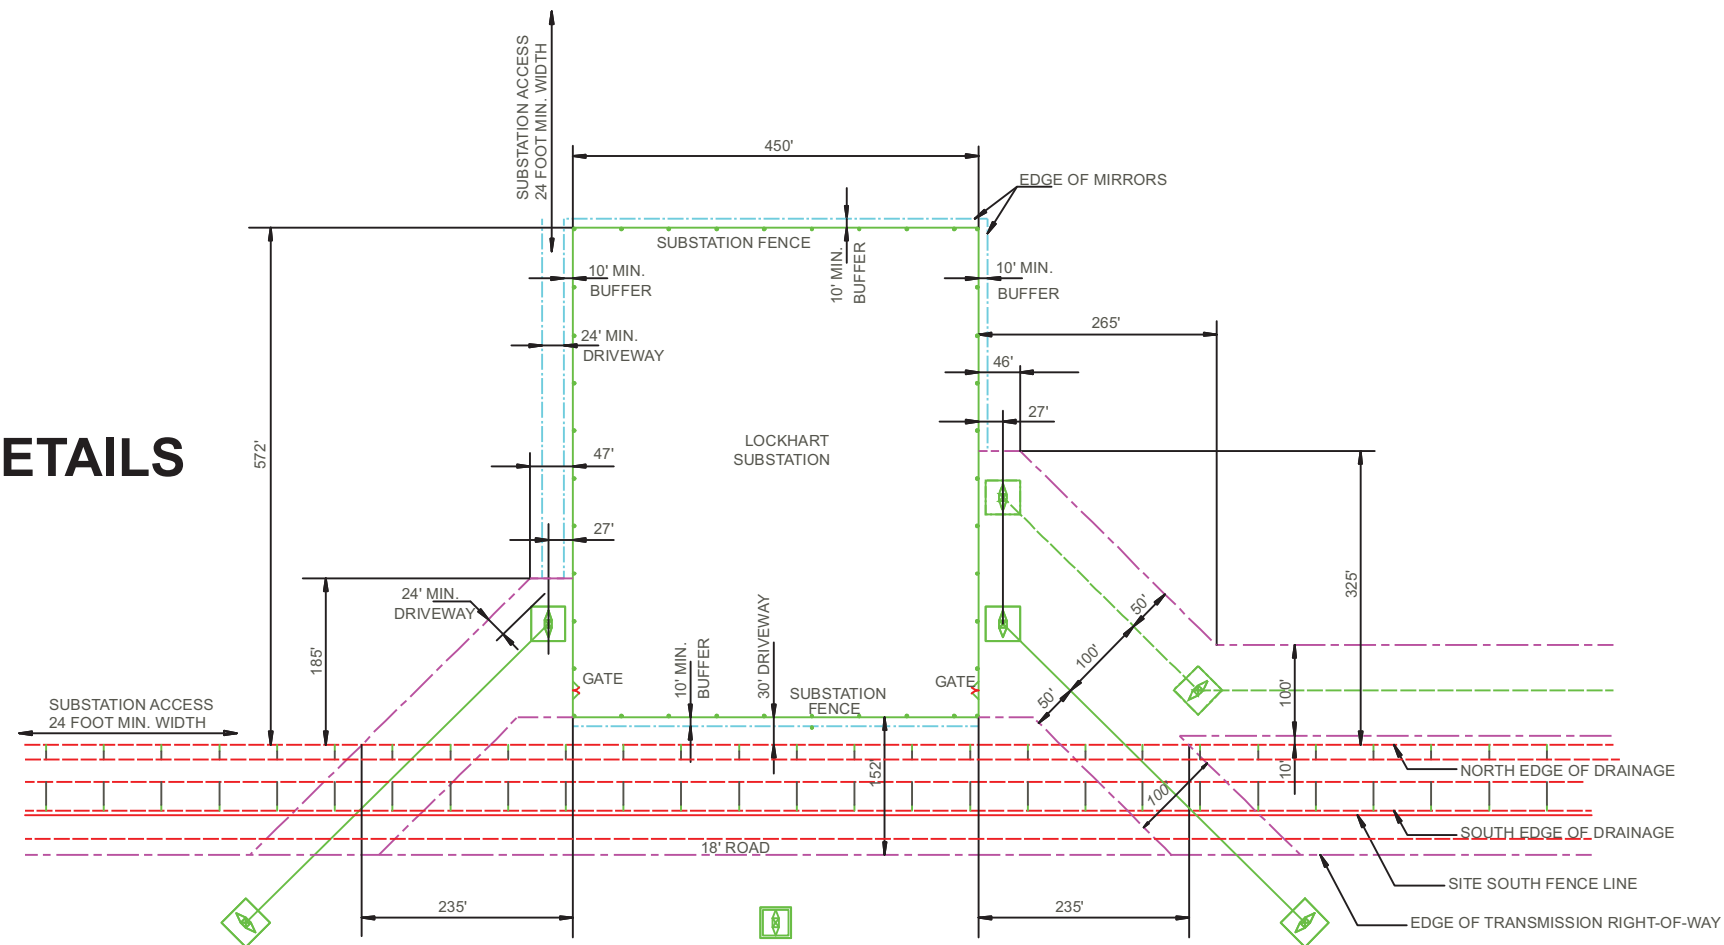 SUBSTATION ACCESS
24 FOOT MIN. WIDTH
450'
EDGE OF MIRRORS
SUBSTATION FENCE
10' MIN.
BUFFER
10' MIN.
BUFFER
10' MIN.
BUFFER
265'
24' MIN.
DRIVEWAY
46'
27'
ETAILS
572'
LOCKHART
SUBSTATION
47'
27'
325'
24' MIN.
DRIVEWAY
185'
50'
100'
50'
10' MIN.
BUFFER
30' DRIVEWAY
GATE
GATE
SUBSTATION
FENCE
100'
SUBSTATION ACCESS
24 FOOT MIN. WIDTH
152'
10'
100'
NORTH EDGE OF DRAINAGE
SOUTH EDGE OF DRAINAGE
18' ROAD
SITE SOUTH FENCE LINE
235'
235'
EDGE OF TRANSMISSION RIGHT-OF-WAY